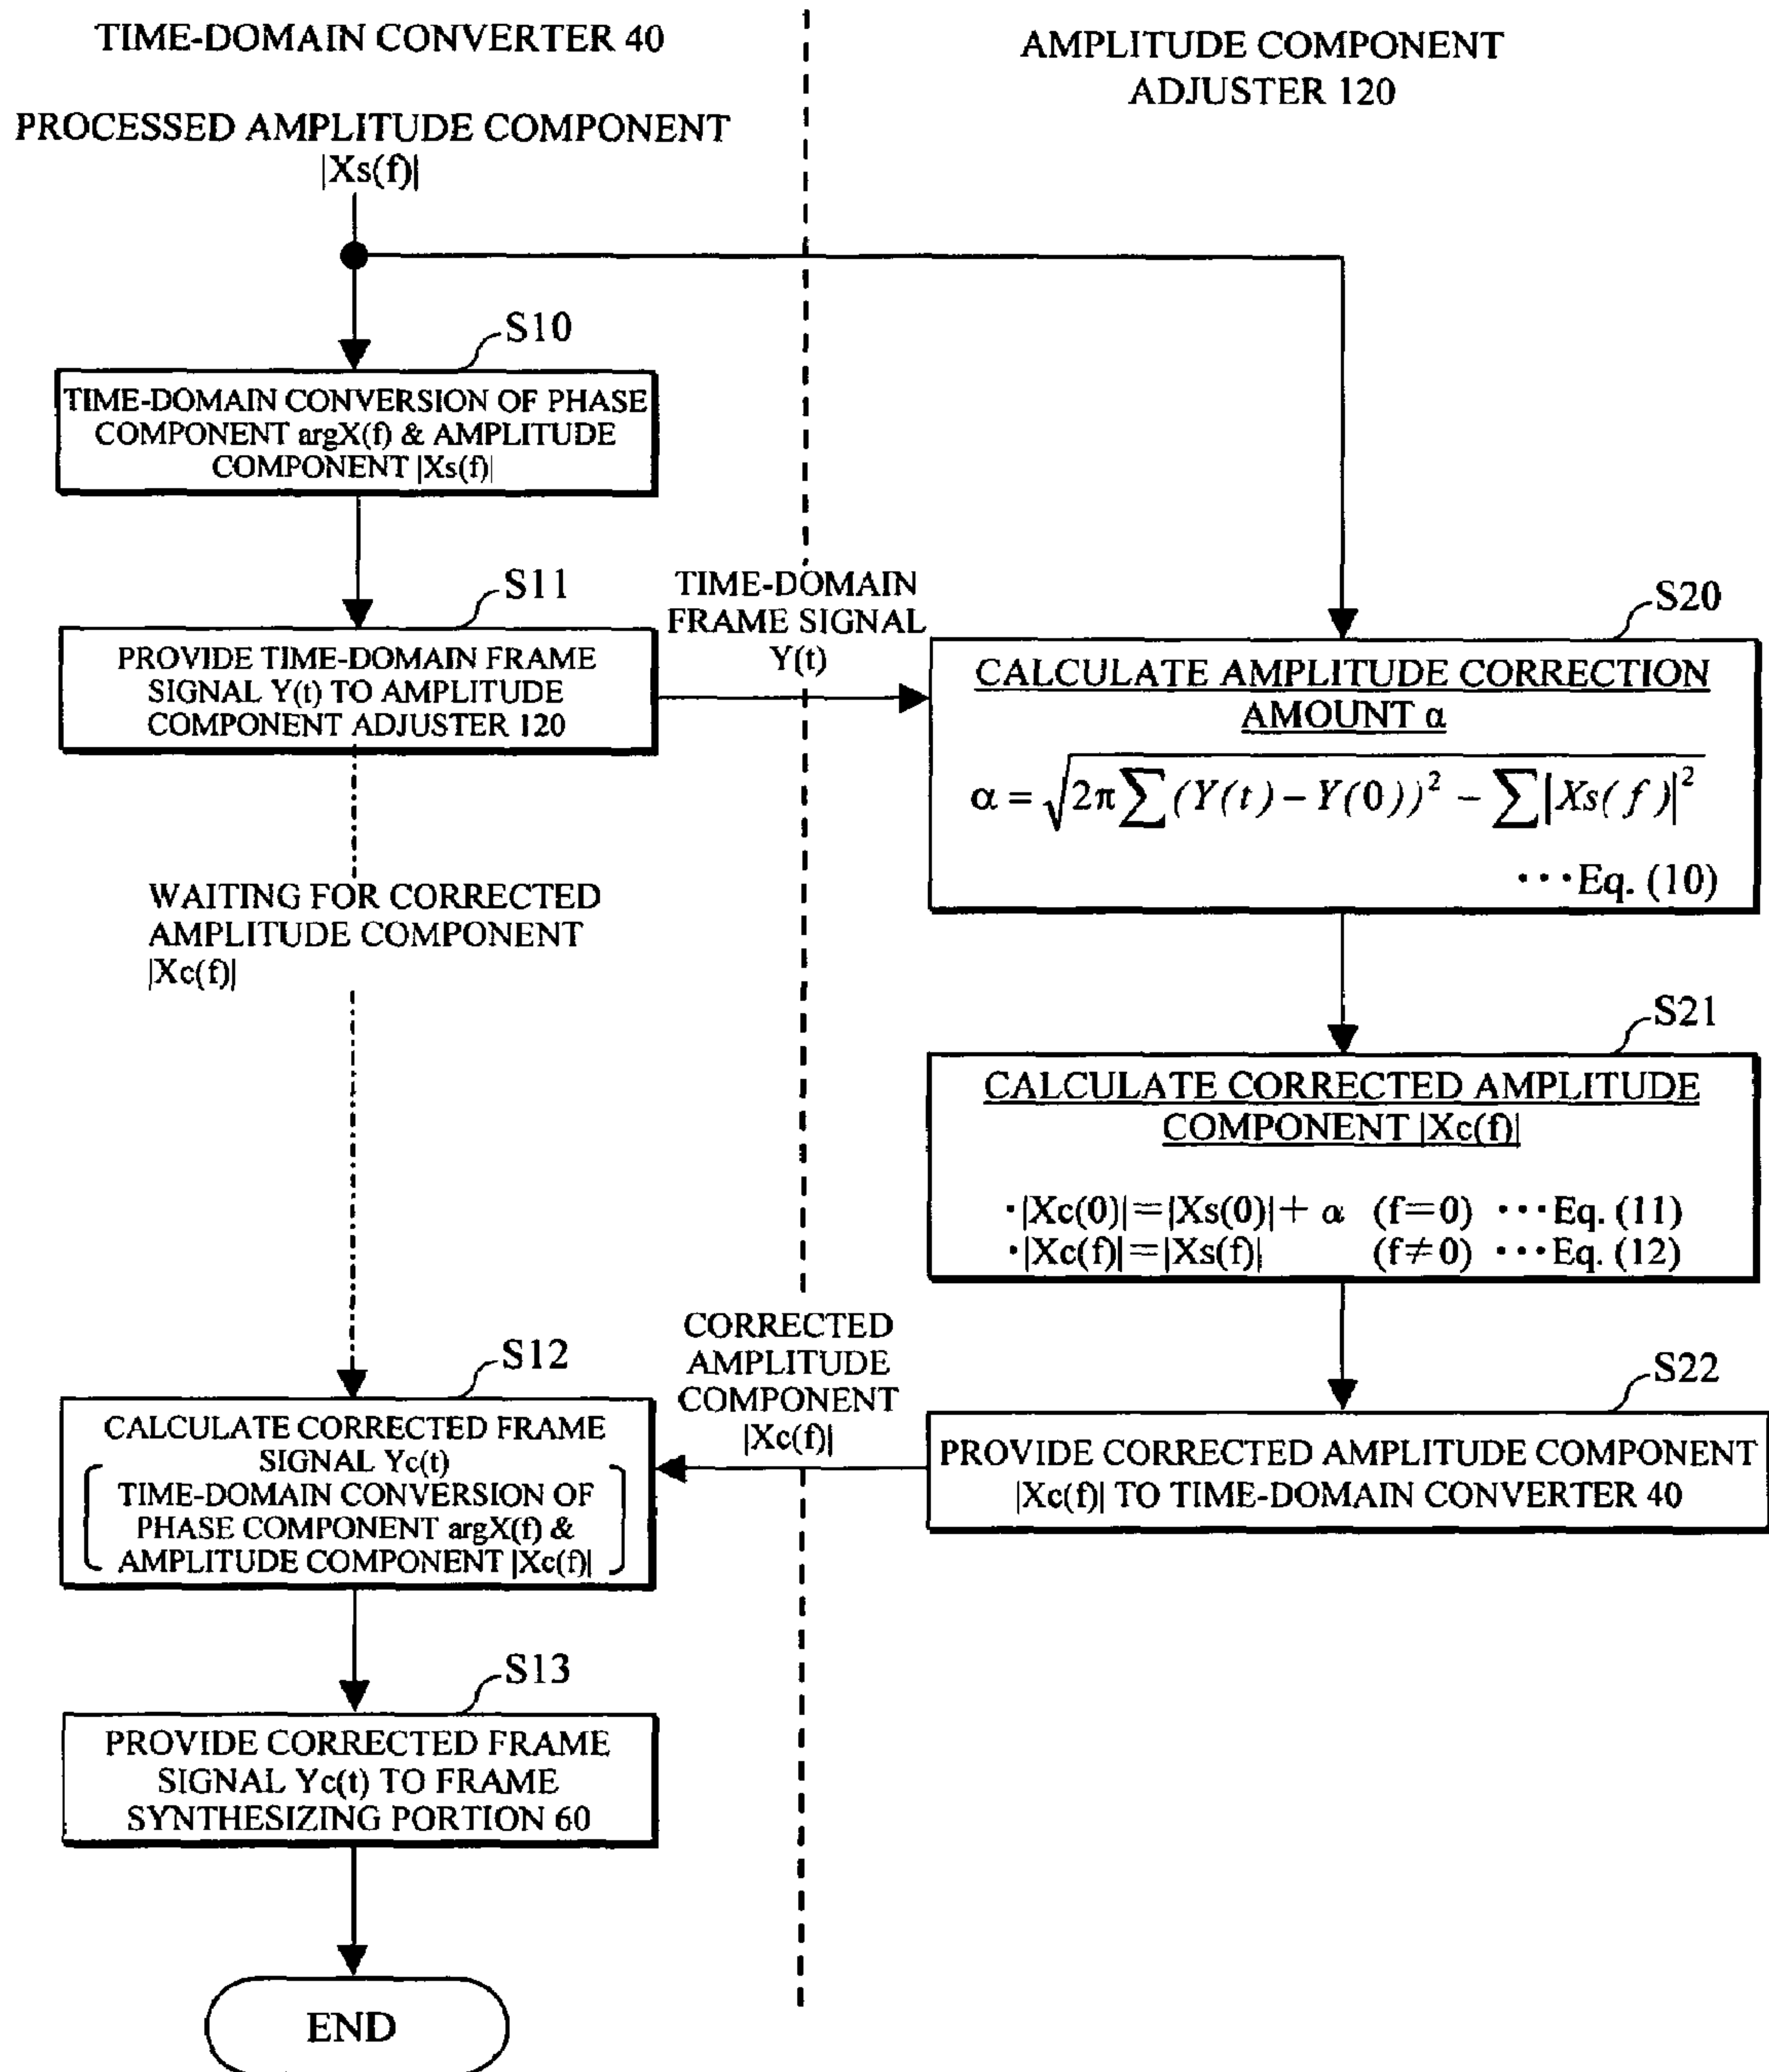 TIME-DOMAIN CONVERTER 40
AMPLITUDE COMPONENT
ADJUSTER 120
PROCESSED AMPLITUDE COMPONENT
|Xs(f)|
S10
TIME-DOMAIN CONVERSION OF PHASE
COMPONENT argX(f) & AMPLITUDE
COMPONENT |Xs(f)|
S11
PROVIDE TIME-DOMAIN FRAME
SIGNAL Y(t) TO AMPLITUDE
COMPONENT ADJUSTER 120
TIME-DOMAIN
FRAME SIGNAL
Y(t)
S20
CALCULATE AMPLITUDE CORRECTION
AMOUNT α
α = √2π∑(Y(t) – Y(0))² – ∑|Xs(f)|²
···Eq. (10)
WAITING FOR CORRECTED
AMPLITUDE COMPONENT
|Xc(f)|
S21
CALCULATE CORRECTED AMPLITUDE
COMPONENT |Xc(f)|
·|Xc(0)|=|Xs(0)|+ α (f=0) ···Eq. (11)
·|Xc(f)|=|Xs(f)| (f≠0) ···Eq. (12)
CORRECTED
AMPLITUDE
COMPONENT
|Xc(f)|
S22
PROVIDE CORRECTED AMPLITUDE COMPONENT
|Xc(f)| TO TIME-DOMAIN CONVERTER 40
S12
CALCULATE CORRECTED FRAME
SIGNAL Yc(t)
TIME-DOMAIN CONVERSION OF
PHASE COMPONENT argX(f) &
AMPLITUDE COMPONENT |Xc(f)|
S13
PROVIDE CORRECTED FRAME
SIGNAL Yc(t) TO FRAME
SYNTHESIZING PORTION 60
END